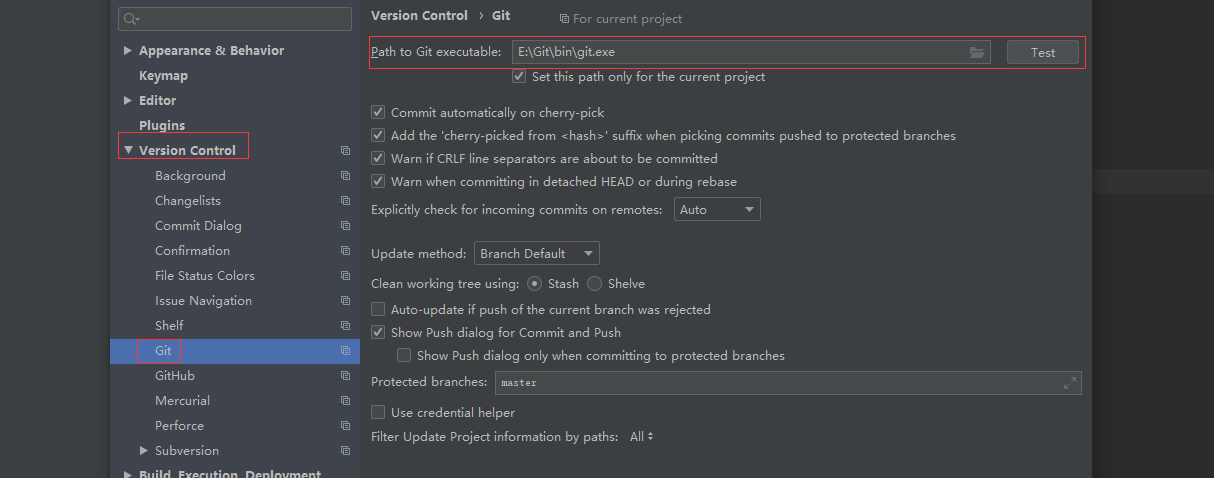 Appearance & Behavior
Keymap
Editor
Plugins
Version Control
Background
Changelists
Commit Dialog
Confirmation
File Status Colors
Issue Navigation
Shelf
Git
GitHub
Mercurial
Perforce
Subversion
Build, Execution, Deployment
Version Control › Git For current project
Path to Git executable: E:\Git\bin\git.exe Test
Set this path only for the current project
Commit automatically on cherry-pick
Add the 'cherry-picked from <hash>' suffix when picking commits pushed to protected branches
Warn if CRLF line separators are about to be committed
Warn when committing in detached HEAD or during rebase
Explicitly check for incoming commits on remotes: Auto
Update method: Branch Default
Clean working tree using: Stash Shelve
Auto-update if push of the current branch was rejected
Show Push dialog for Commit and Push
Show Push dialog only when committing to protected branches
Protected branches: master
Use credential helper
Filter Update Project information by paths: All